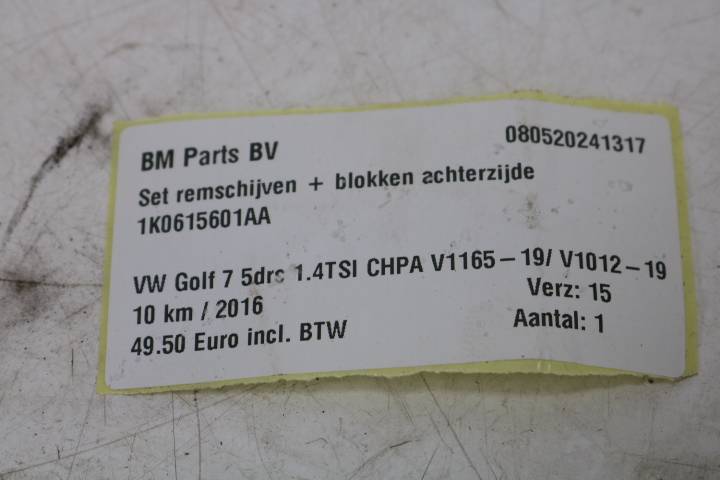 BM Parts BV 080520241317
Set remschijven + blokken achterzijde
1K0615601AA
VW Golf 7 5drs 1.4TSI CHPA V1165-19/ V1012-19
10 km / 2016 Verz: 15
49.50 Euro incl. BTW Aantal: 1